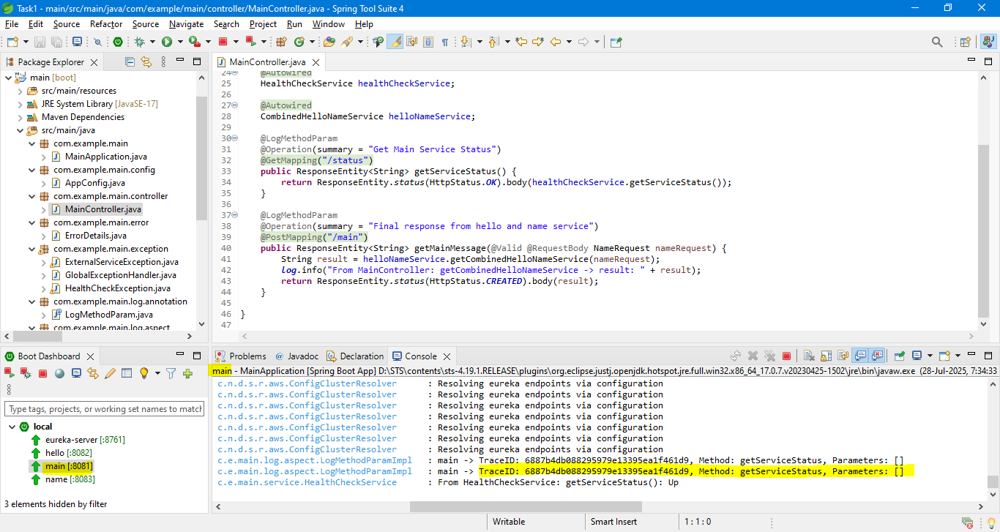 Task1 - main/src/main/java/com/example/main/controller/MainController.java - Spring Tool Suite 4
File Edit Source Refactor Source Navigate Search Project Run Window Help
Package Explorer
main [boot]
src/main/resources
JRE System Library [JavaSE-17]
Maven Dependencies
src/main/java
com.example.main
MainApplication.java
com.example.main.config
AppConfig.java
com.example.main.controller
MainController.java
com.example.main.error
ErrorDetails.java
com.example.main.exception
ExternalServiceException.java
GlobalExceptionHandler.java
HealthCheckException.java
com.example.main.log.annotation
LogMethodParam.java
com.example.main.log.aspect
MainController.java
24 @Autowired
25 HealthCheckService healthCheckService;
26
27 @Autowired
28 CombinedHelloNameService helloNameService;
29
30 @LogMethodParam
31 @Operation(summary = "Get Main Service Status")
32 @GetMapping("/status")
33 public ResponseEntity<String> getServiceStatus() {
34 return ResponseEntity.status(HttpStatus.OK).body(healthCheckService.getServiceStatus());
35 }
36
37 @LogMethodParam
38 @Operation(summary = "Final response from hello and name service")
39 @PostMapping("/main")
40 public ResponseEntity<String> getMainMessage(@Valid @RequestBody NameRequest nameRequest) {
41 String result = helloNameService.getCombinedHelloNameService(nameRequest);
42 log.info("From MainController: getCombinedHelloNameService -> result: " + result);
43 return ResponseEntity.status(HttpStatus.CREATED).body(result);
44 }
45
46 }
47
Boot Dashboard
Type tags, projects, or working set names to match
local
eureka-server [:8761]
hello [:8082]
main [:8081]
name [:8083]
3 elements hidden by filter
Problems @ Javadoc Declaration Console
main - MainApplication [Spring Boot App] D:\STS\contents\sts-4.19.1.RELEASE\plugins\org.eclipse.justj.openjdk.hotspot.jre.full.win32.x86_64_17.0.7.v20230425-1502\jre\bin\javaw.exe (28-Jul-2025, 7:34:33
c.n.d.s.r.aws.ConfigClusterResolver : Resolving eureka endpoints via configuration
c.n.d.s.r.aws.ConfigClusterResolver : Resolving eureka endpoints via configuration
c.n.d.s.r.aws.ConfigClusterResolver : Resolving eureka endpoints via configuration
c.n.d.s.r.aws.ConfigClusterResolver : Resolving eureka endpoints via configuration
c.n.d.s.r.aws.ConfigClusterResolver : Resolving eureka endpoints via configuration
c.n.d.s.r.aws.ConfigClusterResolver : Resolving eureka endpoints via configuration
c.n.d.s.r.aws.ConfigClusterResolver : Resolving eureka endpoints via configuration
c.e.main.log.aspect.LogMethodParamImpl : main -> TraceID: 6887b4db088295979e13395ea1f461d9, Method: getServiceStatus, Parameters: []
c.e.main.log.aspect.LogMethodParamImpl : main -> TraceID: 6887b4db088295979e13395ea1f461d9, Method: getServiceStatus, Parameters: []
c.e.main.service.HealthCheckService : From HealthCheckService: getServiceStatus(): Up
Writable Smart Insert 1 : 1 : 0